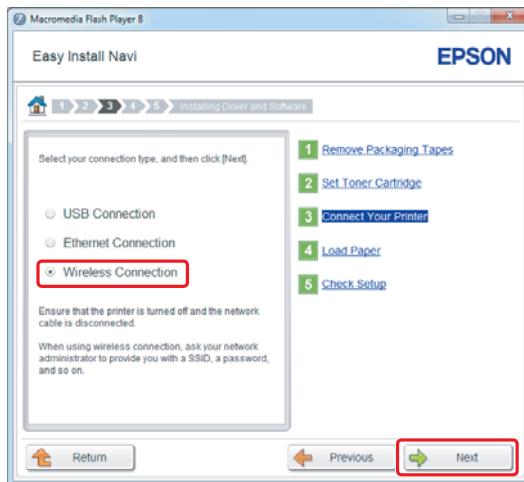 Macromedia Flash Player 8
Easy Install Navi
EPSON
1 2 3 4 5 Installing Driver and Software
Select your connection type, and then click [Next].
USB Connection
Ethernet Connection
Wireless Connection
Ensure that the printer is turned off and the network
cable is disconnected.
When using wireless connection, ask your network
administrator to provide you with a SSID, a password,
and so on.
1 Remove Packaging Tapes
2 Set Toner Cartridge
3 Connect Your Printer
4 Load Paper
5 Check Setup
Return
Previous
Next